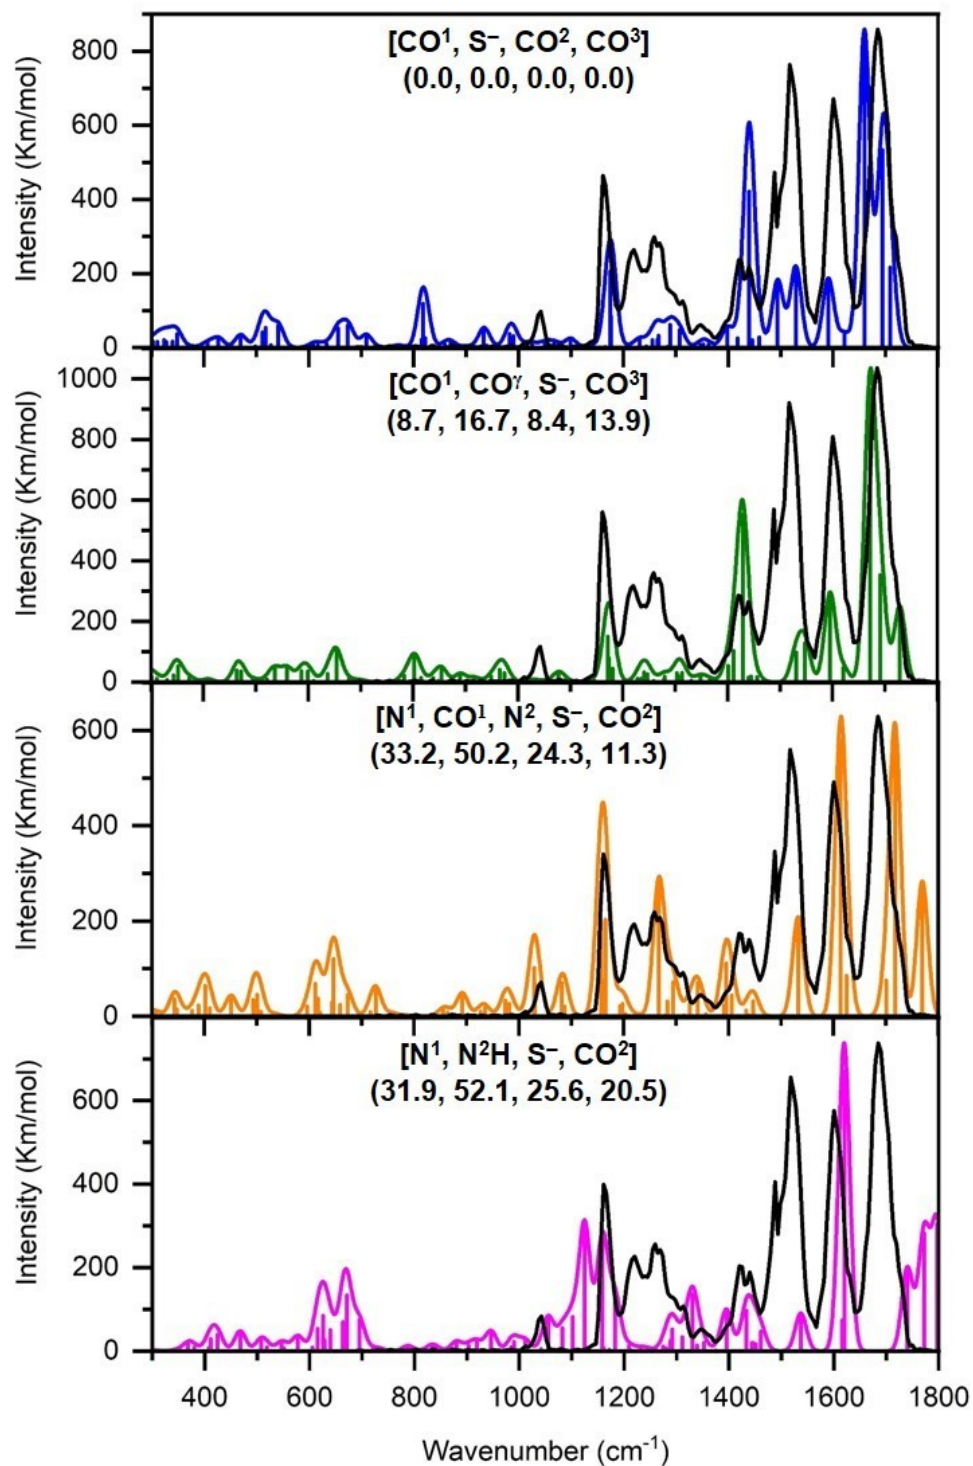 [CO¹, S⁻, CO², CO³]
(0.0, 0.0, 0.0, 0.0)
Intensity (Km/mol)
800
600
400
200
0
[CO¹, COᵞ, S⁻, CO³]
(8.7, 16.7, 8.4, 13.9)
Intensity (Km/mol)
1000
800
600
400
200
0
[N¹, CO¹, N², S⁻, CO²]
(33.2, 50.2, 24.3, 11.3)
Intensity (Km/mol)
600
400
200
0
[N¹, N²H, S⁻, CO²]
(31.9, 52.1, 25.6, 20.5)
Intensity (Km/mol)
600
400
200
0
400 600 800 1000 1200 1400 1600 1800
Wavenumber (cm⁻¹)